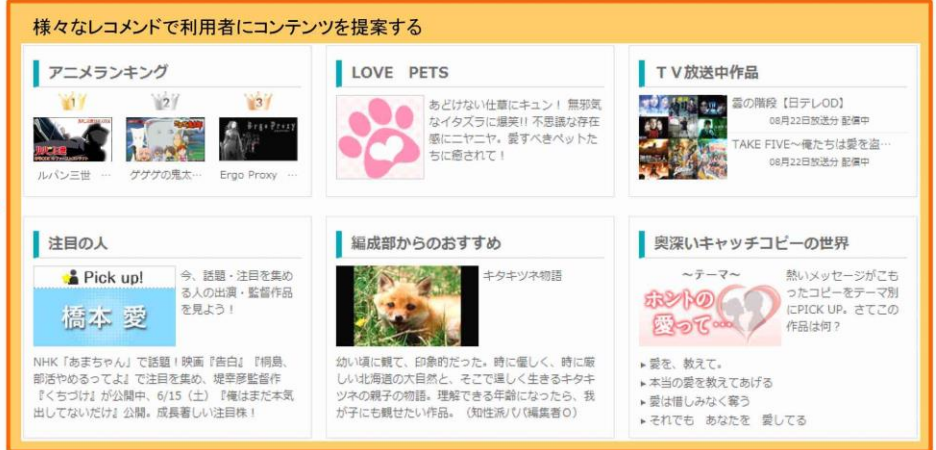 様々なレコメンドで利用者にコンテンツを提案する
アニメランキング
1
2
3
ルパン三世 …
ゲゲゲの鬼太…
Ergo Proxy …
LOVE PETS
あどけない仕草にキュン！ 無邪気
なイタズラに爆笑!! 不思議な存在
感にニヤニヤ。愛すべきペットた
ちに癒されて！
ＴＶ放送中作品
雲の階段【日テレOD】
08月22日放送分 配信中
TAKE FIVE～俺たちは愛を盗…
08月22日放送分 配信中
注目の人
Pick up!
橋本 愛
今、話題・注目を集め
る人の出演・監督作品
を見よう！
NHK「あまちゃん」で話題！映画『告白』『桐島、
部活やめるってよ』で注目を集め、堤幸彦監督作
『くちづけ』が公開中、6/15（土）『俺はまだ本気
出してないだけ』公開。成長著しい注目株！
編成部からのおすすめ
キタキツネ物語
幼い頃に観て、印象的だった。時に優しく、時に厳
しい北海道の大自然と、そこで逞しく生きるキタキ
ツネの親子の物語。理解できる年齢になったら、我
が子にも観せたい作品。（知性派パパ編集者Ｏ）
奥深いキャッチコピーの世界
～テーマ～
ホントの
愛って…
熱いメッセージがこも
ったコピーをテーマ別
にPICK UP。さてこの
作品は何？
▸愛を、教えて。
▸本当の愛を教えてあげる
▸愛は惜しみなく奪う
▸それでも あなたを 愛してる